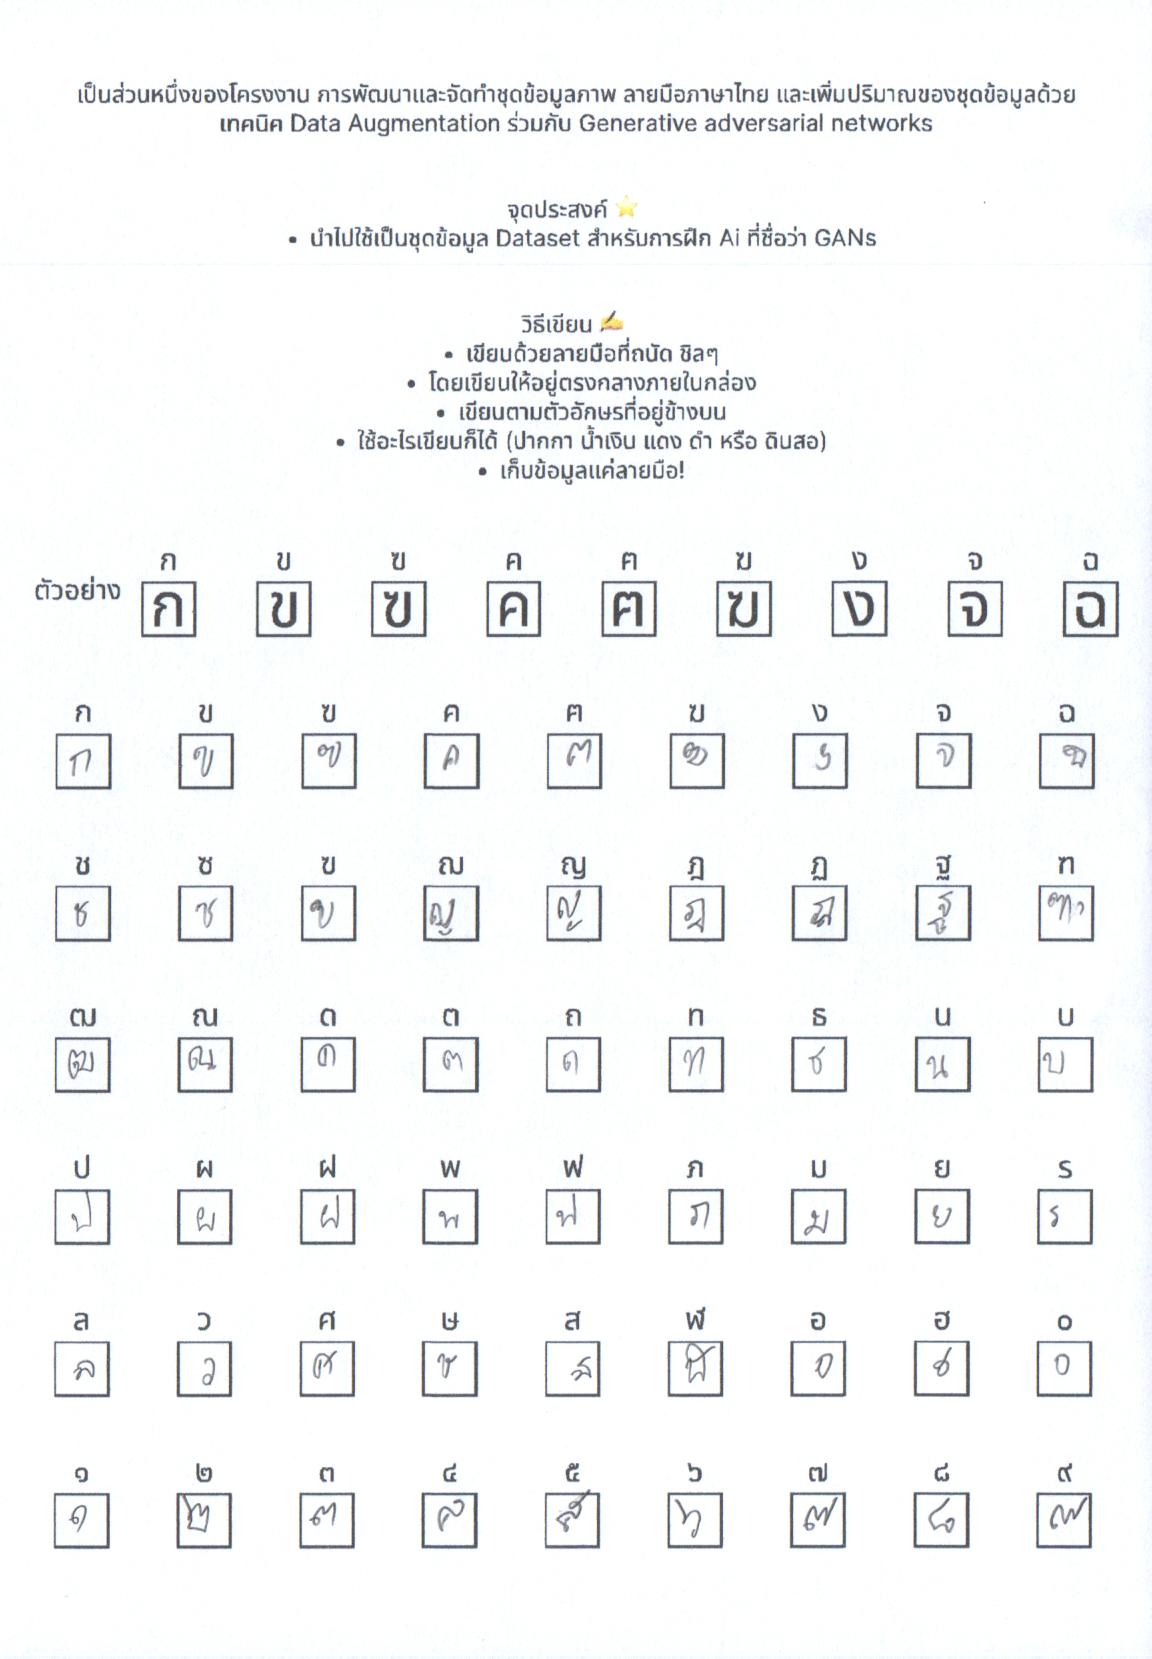 เป็นส่วนหนึ่งของโครงงาน การพัฒนาและจัดทำชุดข้อมูลภาพ ลายมือภาษาไทย และเพิ่มปริมาณของชุดข้อมูลด้วย
เทคนิค Data Augmentation ร่วมกับ Generative adversarial networks
จุดประสงค์ ⭐
• นำไปใช้เป็นชุดข้อมูล Dataset สำหรับการฝึก Ai ที่ชื่อว่า GANs
วิธีเขียน ✍
• เขียนด้วยลายมือที่ถนัด ชิลๆ
• โดยเขียนให้อยู่ตรงกลางภายในกล่อง
• เขียนตามตัวอักษรที่อยู่ข้างบน
• ใช้อะไรเขียนก็ได้ (ปากกา น้ำเงิน แดง ดำ หรือ ดินสอ)
• เก็บข้อมูลแค่ลายมือ!
ก ข ฃ ค ฅ ฆ ง จ ฉ
ตัวอย่าง ก ข ฃ ค ฅ ฆ ง จ ฉ
ก ข ฃ ค ฅ ฆ ง จ ฉ
ก ข ฃ ค ฅ ฆ ง จ ฉ
ช ซ ฃ ฌ ญ ฎ ฏ ฐ ฑ
ช ซ ฃ ญ ญ ฎ ฏ ฐ ฑ
ฒ ณ ด ต ถ ท ธ น บ
ฒ ณ ด ต ถ ท ธ น บ
ป ผ ฝ พ ฟ ภ ม ย ร
ป ผ ฝ พ ฟ ภ ม ย ร
ล ว ศ ษ ส ฬ อ ฮ ๐
ล ว ศ ษ ส ฬ อ ฮ ๐
๑ ๒ ๓ ๔ ๕ ๖ ๗ ๘ ๙
๑ ๒ ๓ ๔ ๕ ๖ ๗ ๘ ๙